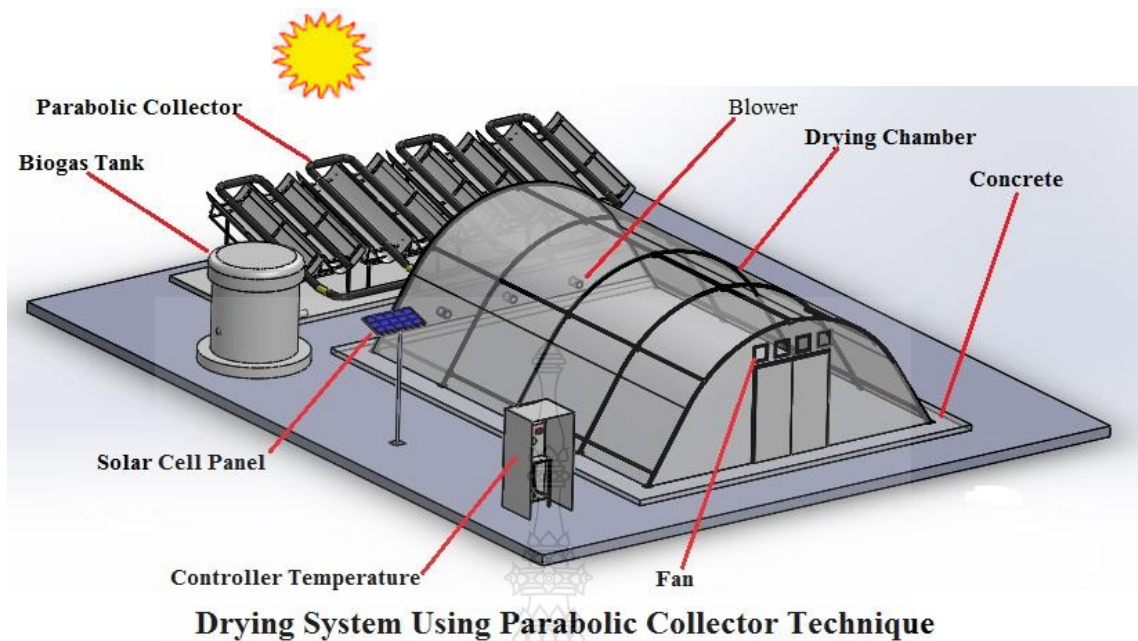 Parabolic Collector
Blower
Biogas Tank
Drying Chamber
Concrete
Solar Cell Panel
Controller Temperature
Fan
Drying System Using Parabolic Collector Technique